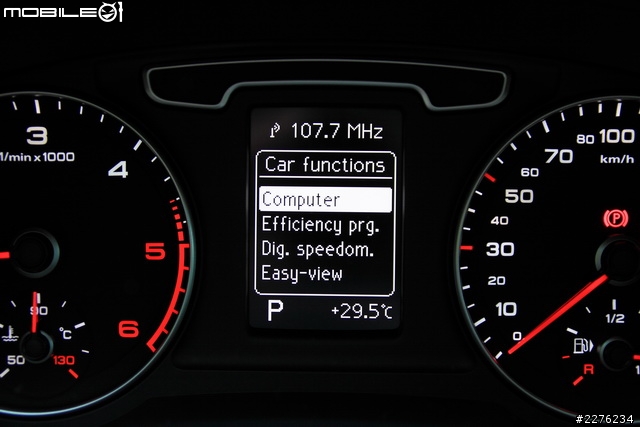 MOBILE01
107.7 MHz
Car functions
Computer
Efficiency prg.
Dig. speedom.
Easy-view
P
+29.5°C
3
1/min x 1000
4
5
6
90
°C
50
130
80
100
70
km/h
50
40
30
20
10
0
(P)
1/2
R
#2276234